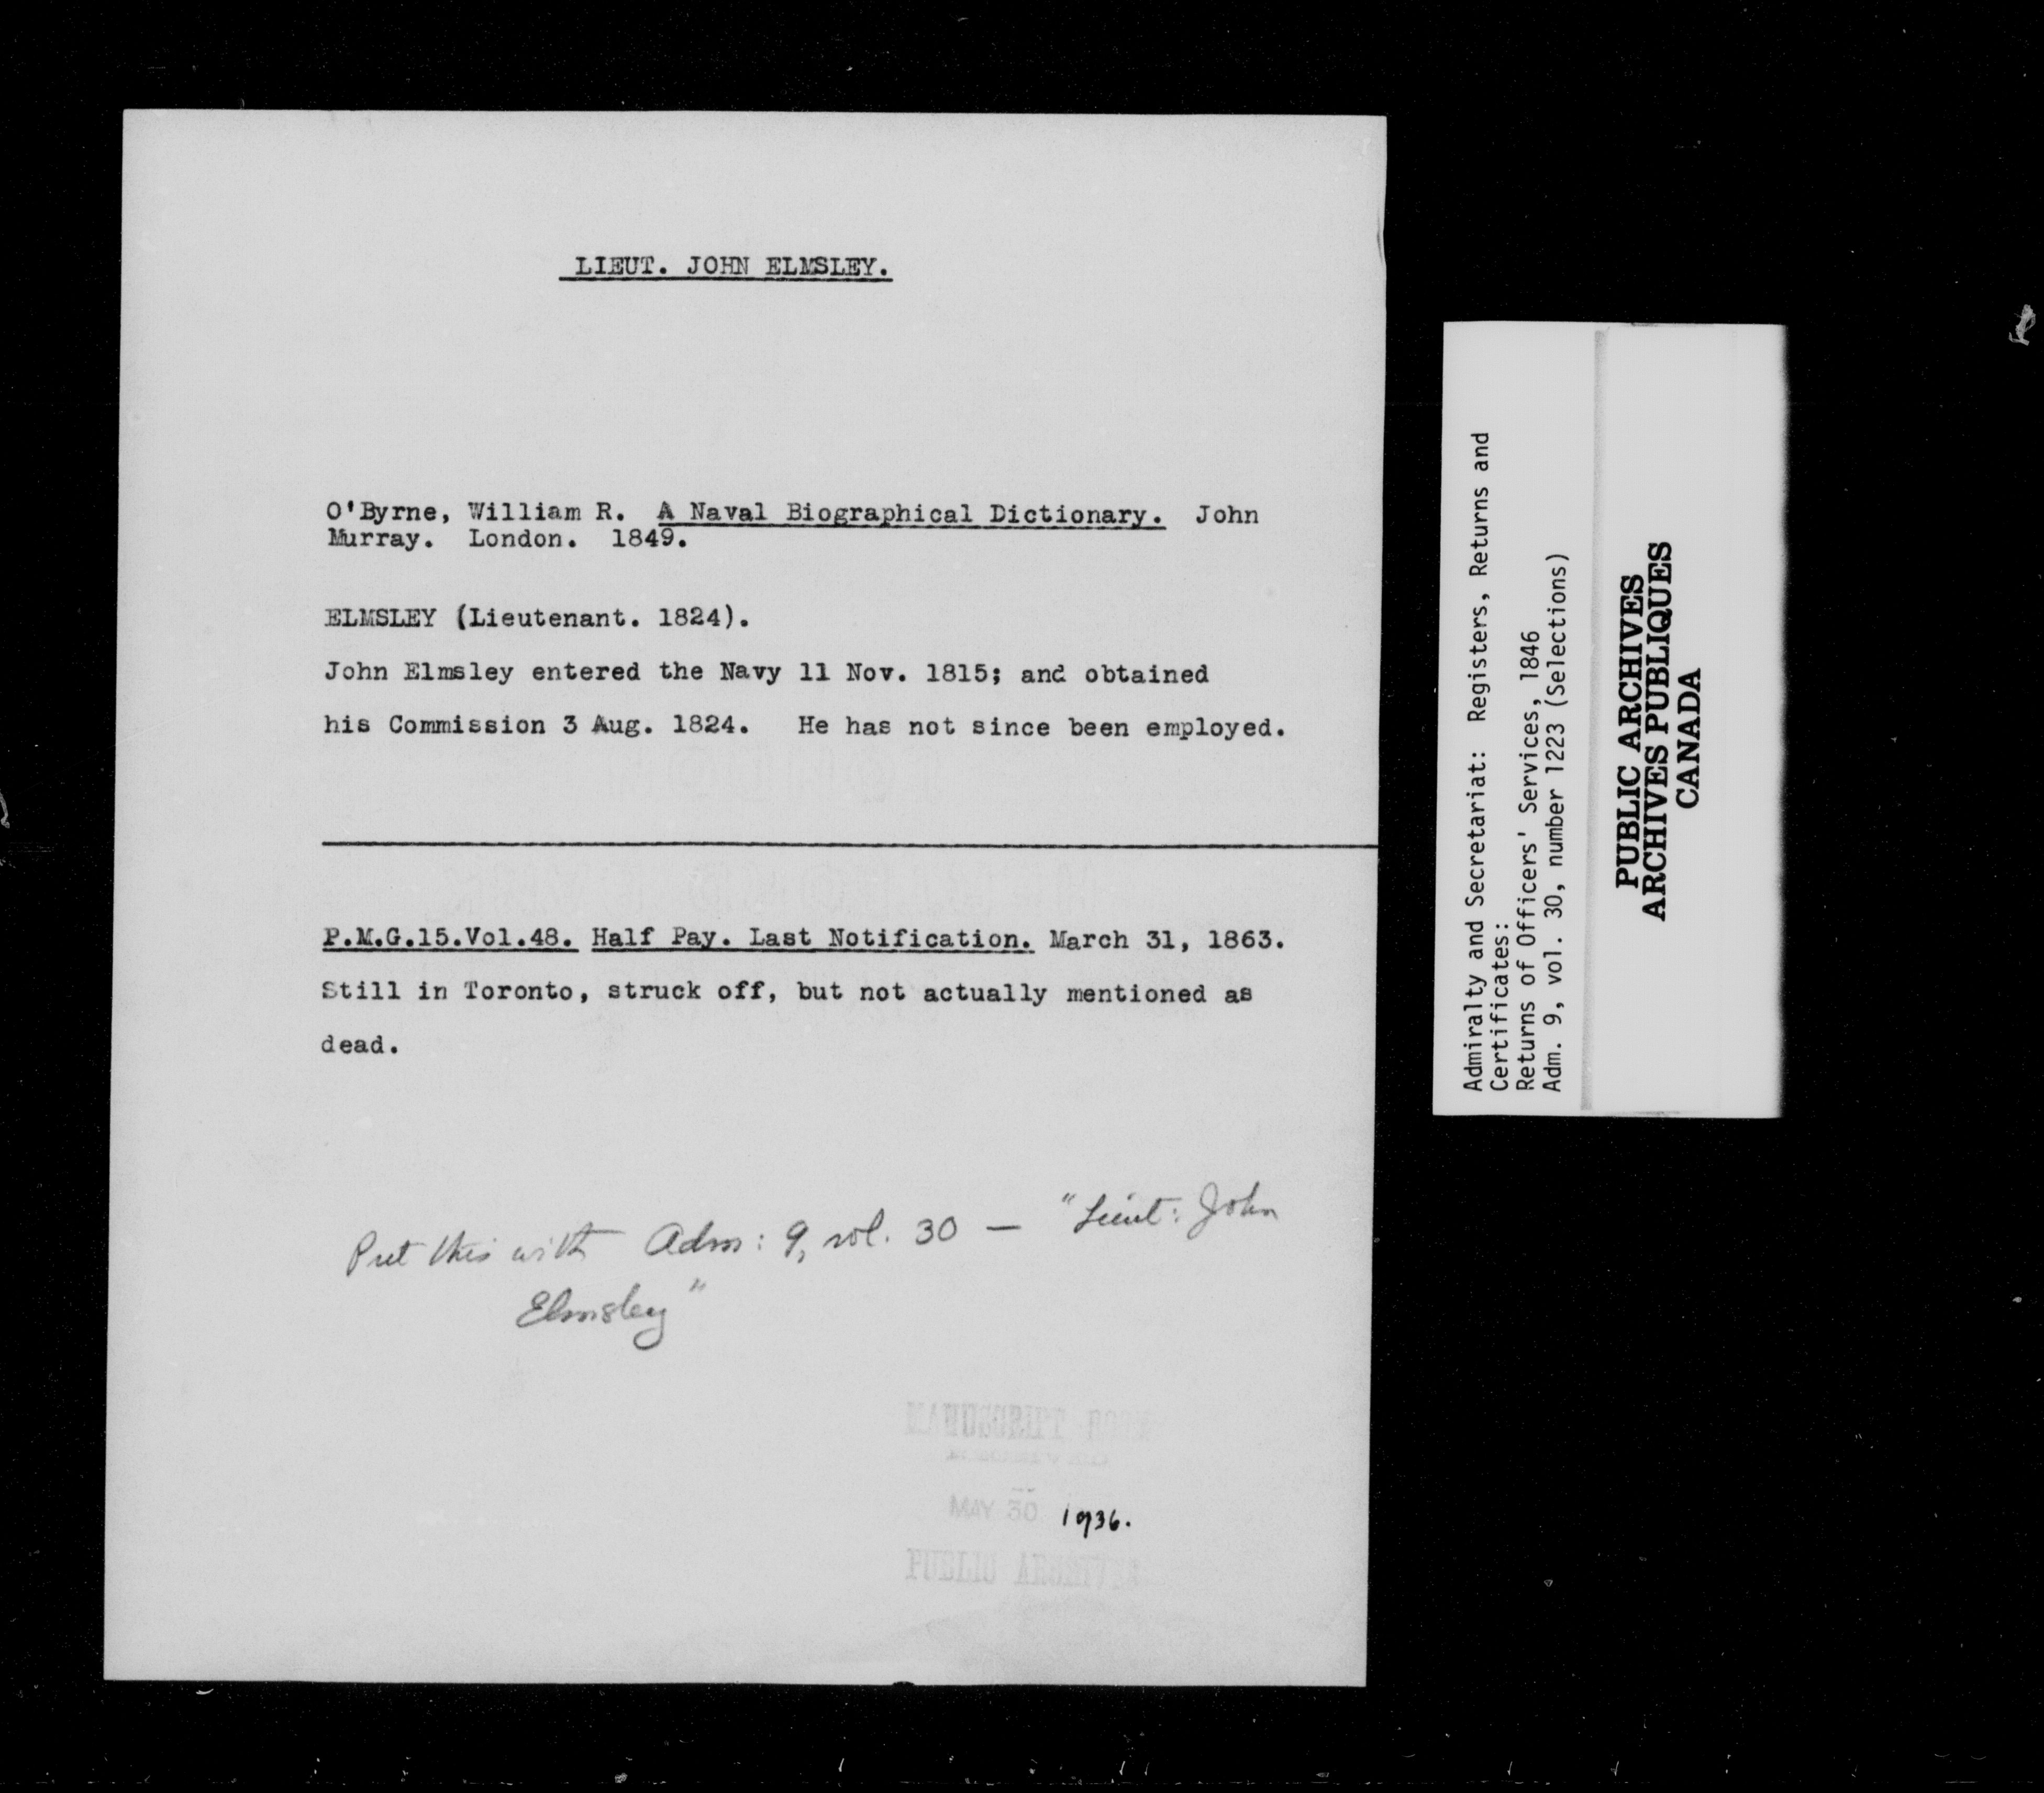 LIEUT. JOHN ELMSLEY.
O'Byrne, William R. A Naval Biographical Dictionary. John
Murray. London. 1849.
ELMSLEY (Lieutenant. 1824).
John Elmsley entered the Navy 11 Nov. 1815; and obtained
his Commission 3 Aug. 1824. He has not since been employed.
P.M.G.15.Vol.48. Half Pay. Last Notification. March 31, 1863.
Still in Toronto, struck off, but not actually mentioned as
dead.
Put this with Adm: 9, vol. 30 — "Lieut: John
Elmsley"
MANUSCRIPT ROOM
MAY 30 1936.
PUBLIC ARCHIVES
Admiralty and Secretariat: Registers, Returns and
Certificates:
Returns of Officers' Services, 1846
Adm. 9, vol. 30, number 1223 (Selections)
PUBLIC ARCHIVES
ARCHIVES PUBLIQUES
CANADA